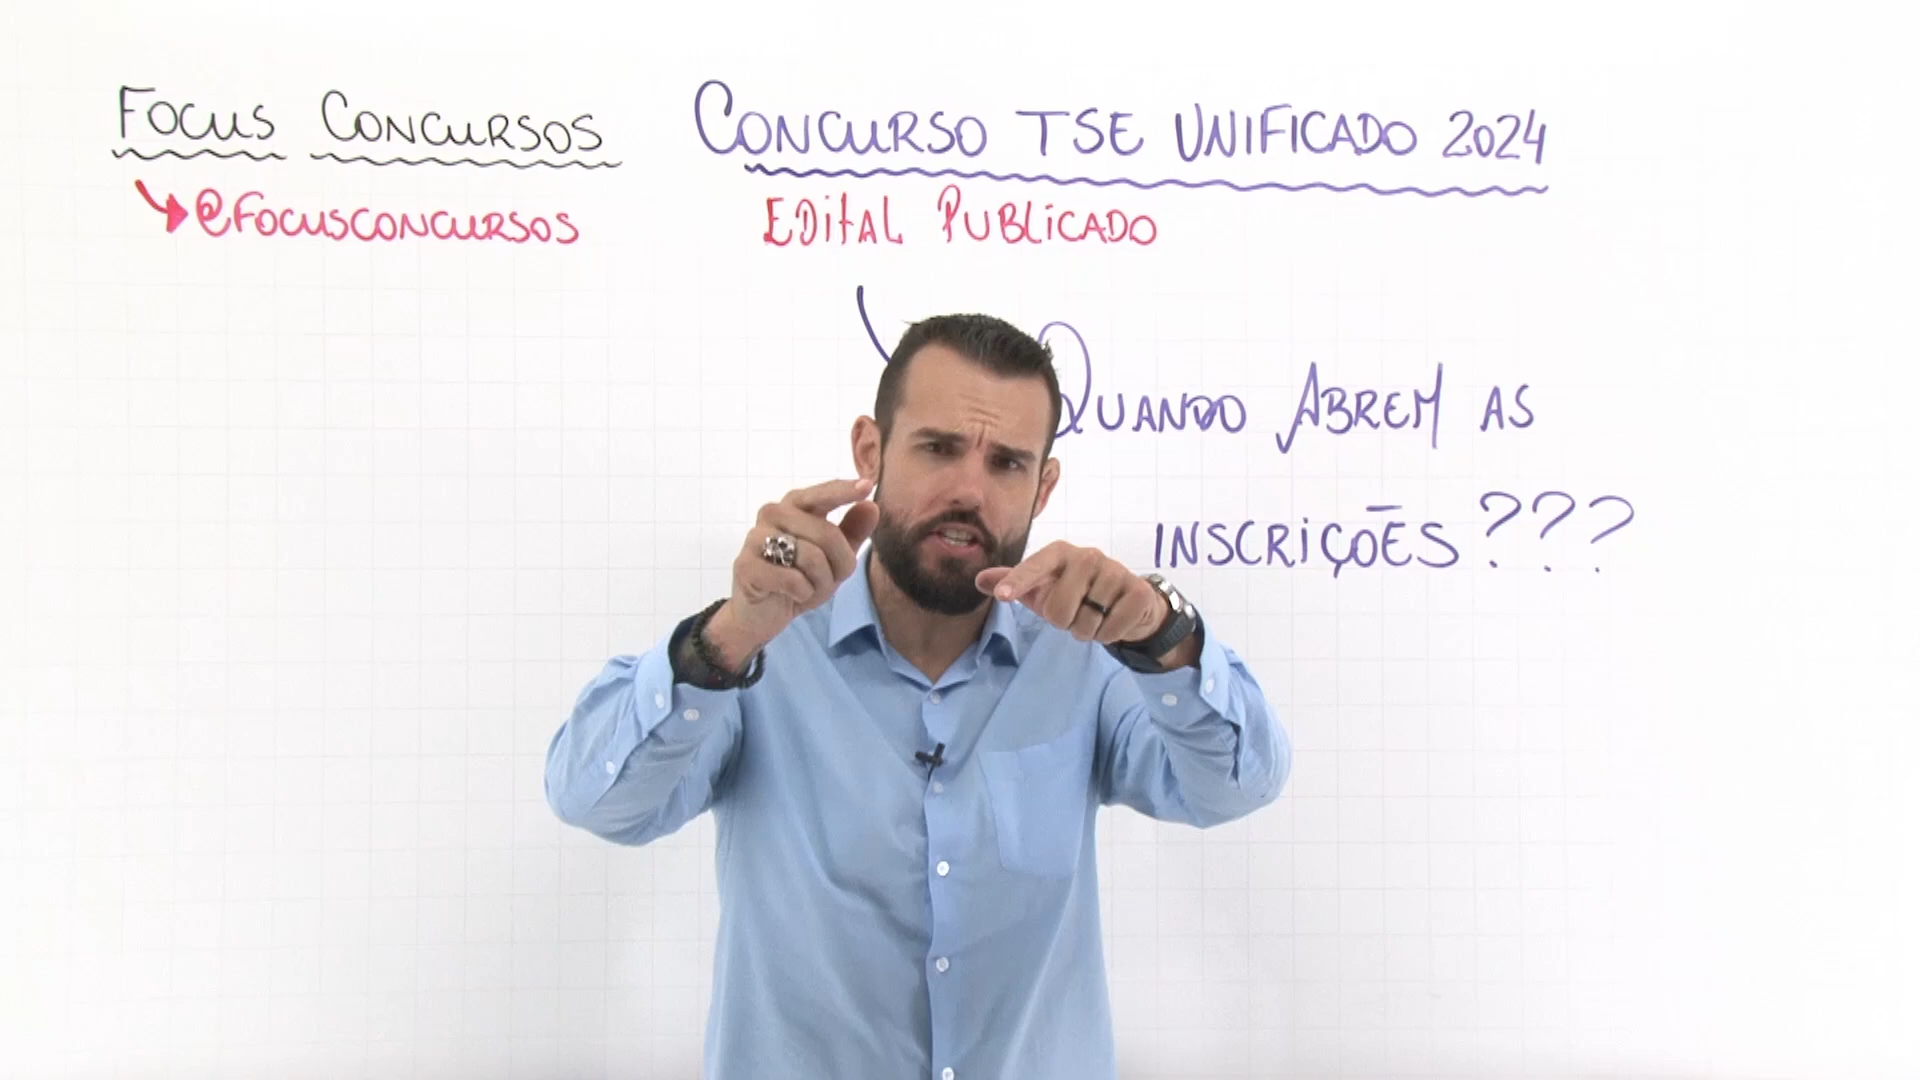 FOCUS CONCURSOS
@FOCUSCONCURSOS
CONCURSO TSE UNIFICADO 2024
EDITAL PUBLICADO
QUANDO ABREM AS
INSCRIÇÕES???